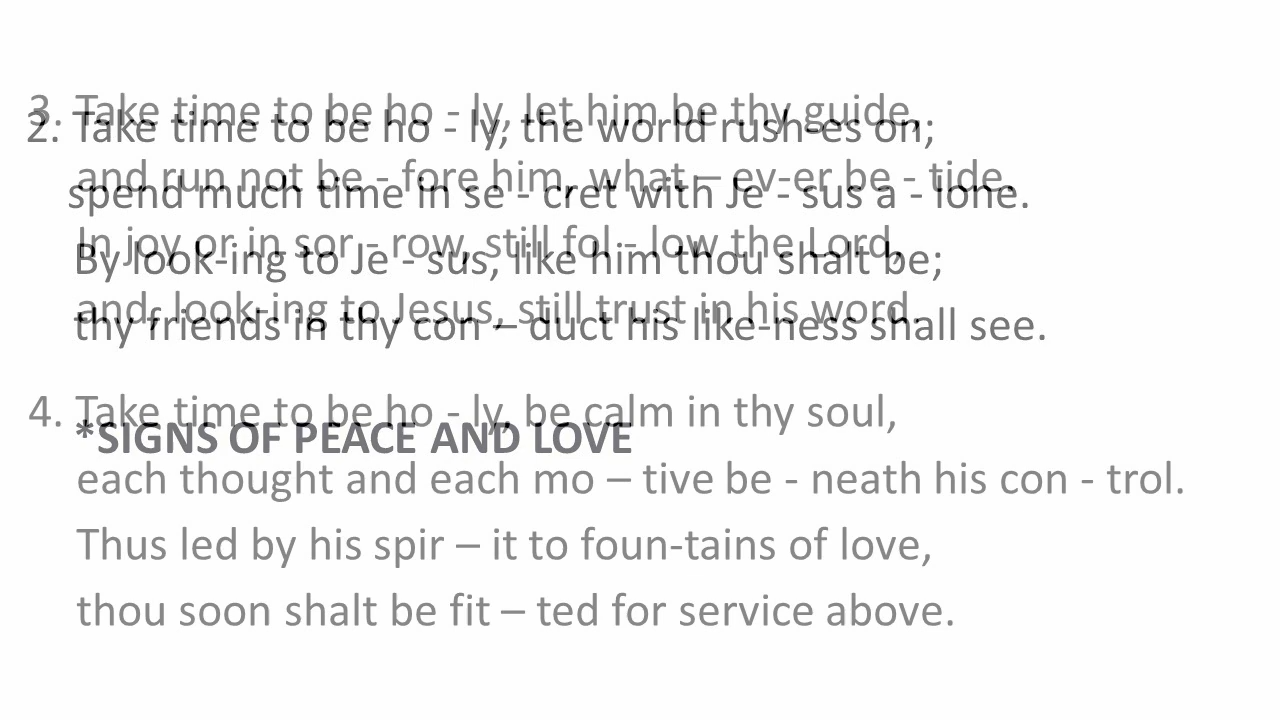 3. Take time to be ho - ly, let him be thy guide,
2. Take time to be ho - ly, the world rush-es on;
and run not be - fore him, what – ev-er be - tide.
spend much time in se - cret with Je - sus a - lone.
In joy or in sor - row, still fol - low the Lord,
By look-ing to Je - sus, like him thou shalt be;
and, look-ing to Jesus, still trust in his word.
thy friends in thy con – duct his like-ness shall see.
4. Take time to be ho - ly, be calm in thy soul,
*SIGNS OF PEACE AND LOVE
each thought and each mo – tive be - neath his con - trol.
Thus led by his spir – it to foun-tains of love,
thou soon shalt be fit – ted for service above.